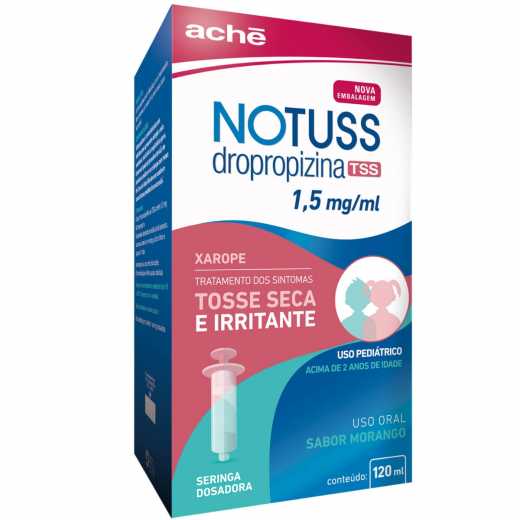 achē
NOVA
EMBALAGEM
NOTUSS
dropropizina TSS
1,5 mg/ml
XAROPE
TRATAMENTO DOS SINTOMAS
TOSSE SECA
E IRRITANTE
USO PEDIÁTRICO
ACIMA DE 2 ANOS DE IDADE
USO ORAL
SABOR MORANGO
SERINGA
DOSADORA
conteúdo: 120 ml